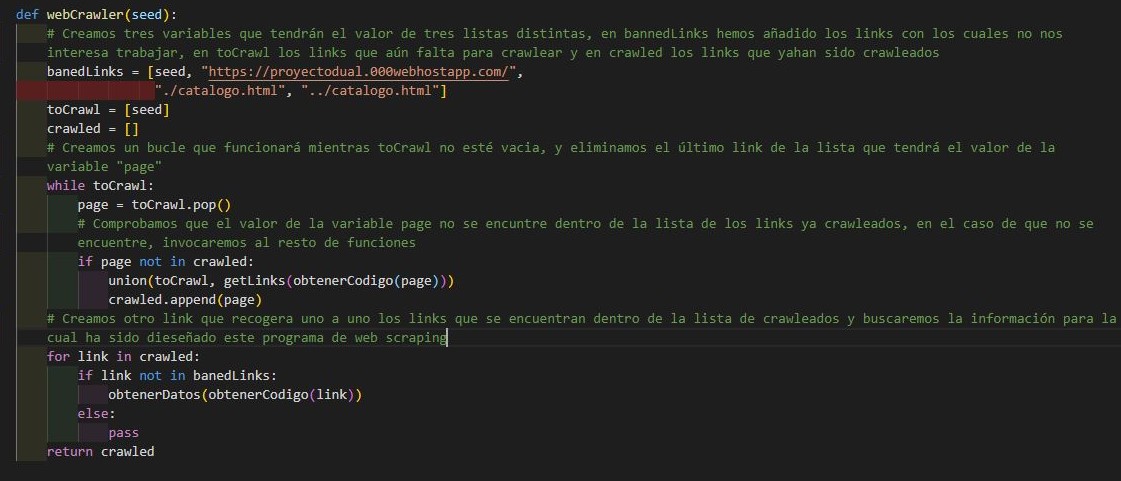 def webCrawler(seed):
# Creamos tres variables que tendrán el valor de tres listas distintas, en bannedLinks hemos añadido los links con los cuales no nos
interesa trabajar, en toCrawl los links que aún falta para crawlear y en crawled los links que yahan sido crawleados
banedLinks = [seed, "https://proyectodual.000webhostapp.com/",
"./catalogo.html", "../catalogo.html"]
toCrawl = [seed]
crawled = []
# Creamos un bucle que funcionará mientras toCrawl no esté vacia, y eliminamos el último link de la lista que tendrá el valor de la
variable "page"
while toCrawl:
page = toCrawl.pop()
# Comprobamos que el valor de la variable page no se encuntre dentro de la lista de los links ya crawleados, en el caso de que no se
encuentre, invocaremos al resto de funciones
if page not in crawled:
union(toCrawl, getLinks(obtenerCodigo(page)))
crawled.append(page)
# Creamos otro link que recogera uno a uno los links que se encuentran dentro de la lista de crawleados y buscaremos la información para la
cual ha sido dieseñado este programa de web scraping
for link in crawled:
if link not in banedLinks:
obtenerDatos(obtenerCodigo(link))
else:
pass
return crawled